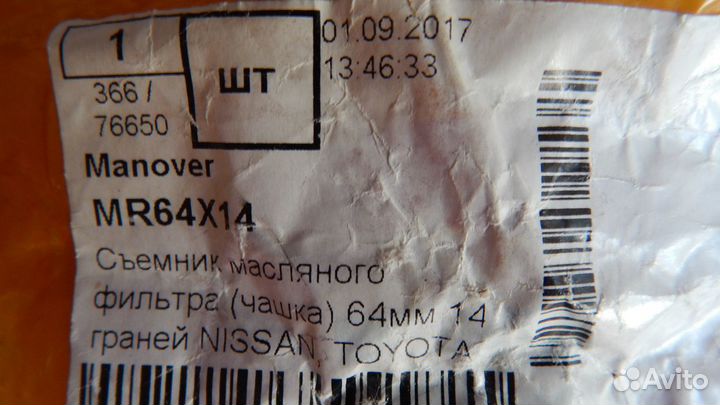 1
шт
01.09.2017
13:46:33
366 /
76650
Manover
MR64X14
Съемник масляного
фильтра (чашка) 64мм 14
граней NISSAN, TOYOTA
Avito